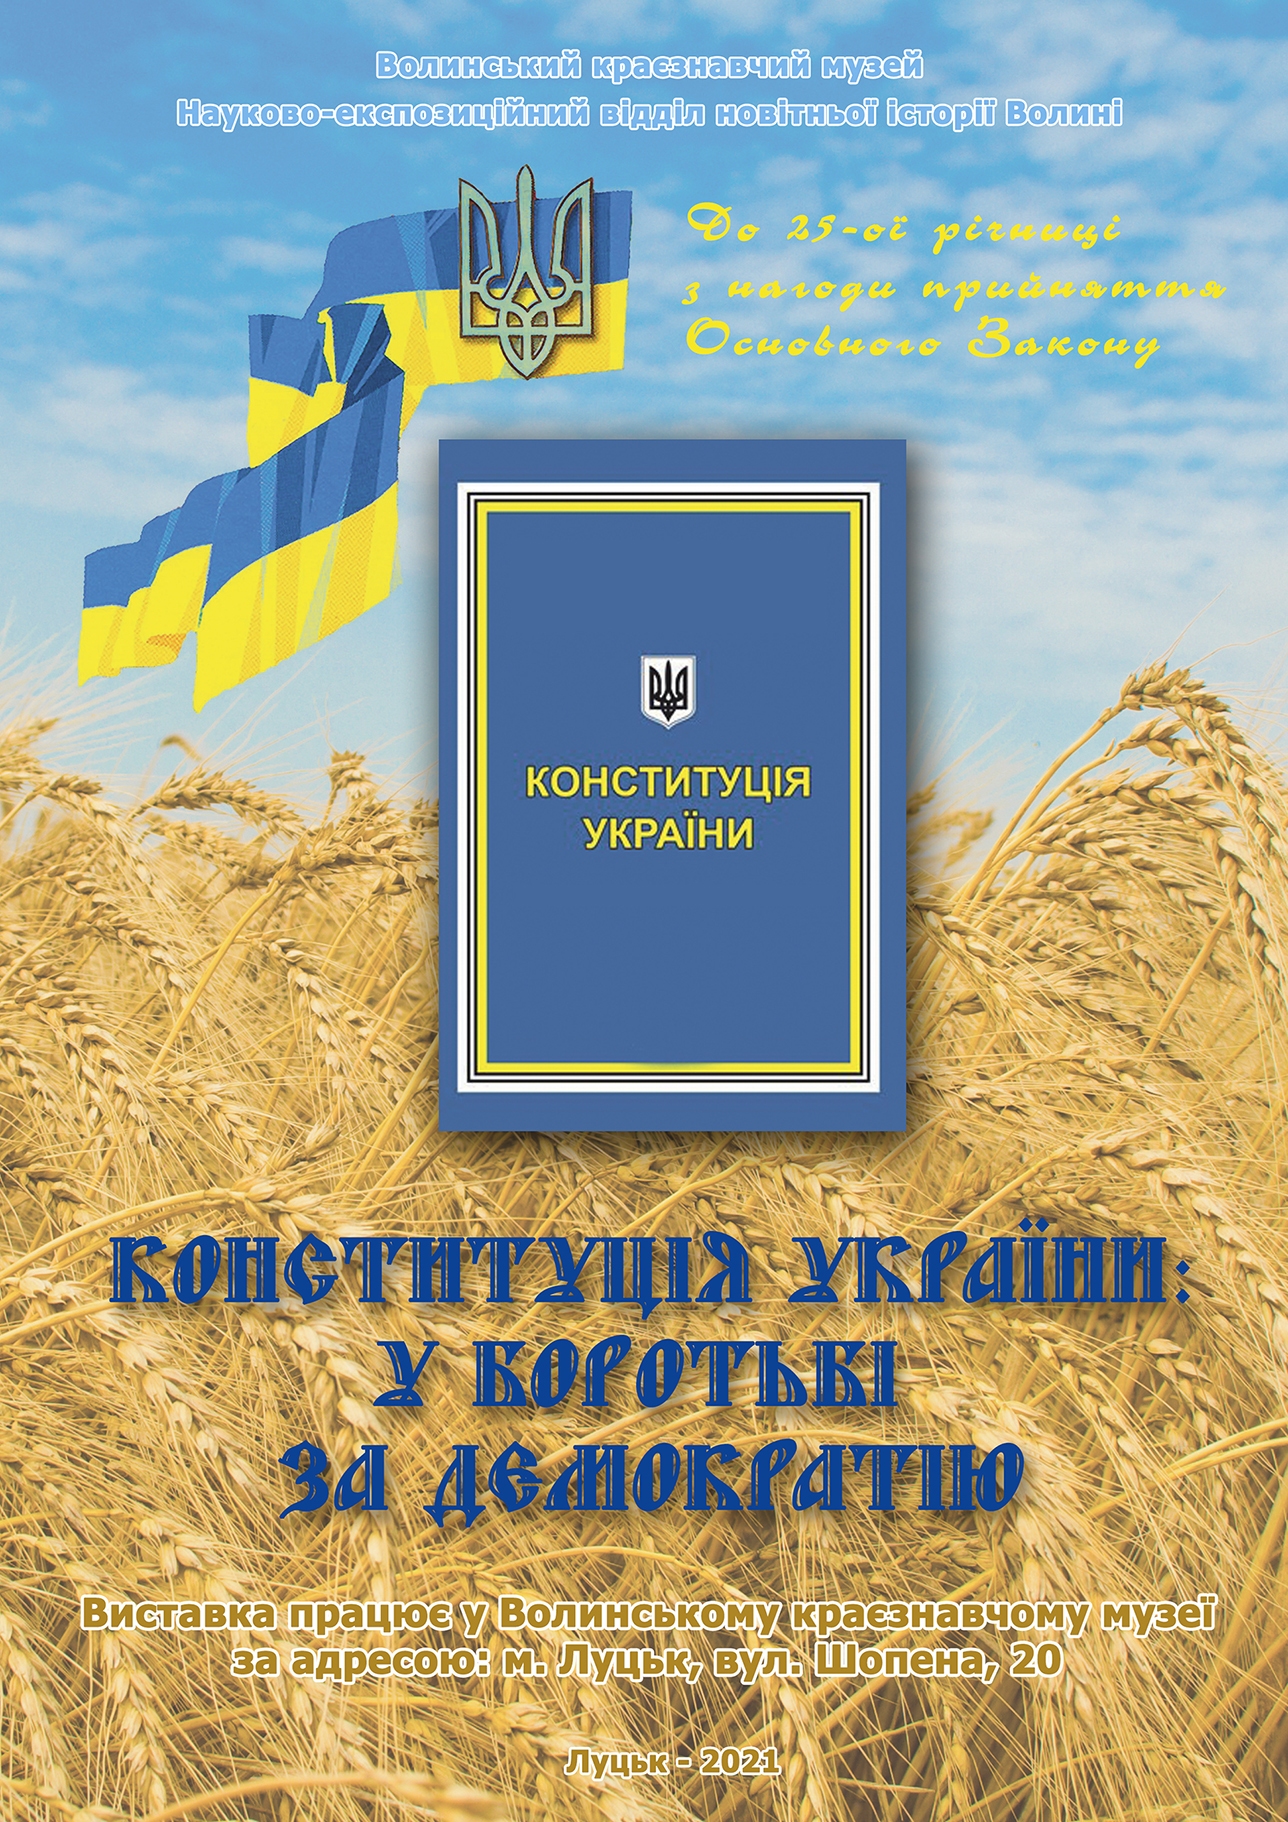 Волинський краєзнавчий музей
Науково-експозиційний відділ новітньої історії Волині
До 25-ої річниці
з нагоди прийняття
Основного Закону
КОНСТИТУЦІЯ
УКРАЇНИ
КОНСТИТУЦІЯ УКРАЇНИ:
У БОРОТЬБІ
ЗА ДЕМОКРАТІЮ
Виставка працює у Волинському краєзнавчому музеї
за адресою: м. Луцьк, вул. Шопена, 20
Луцьк - 2021